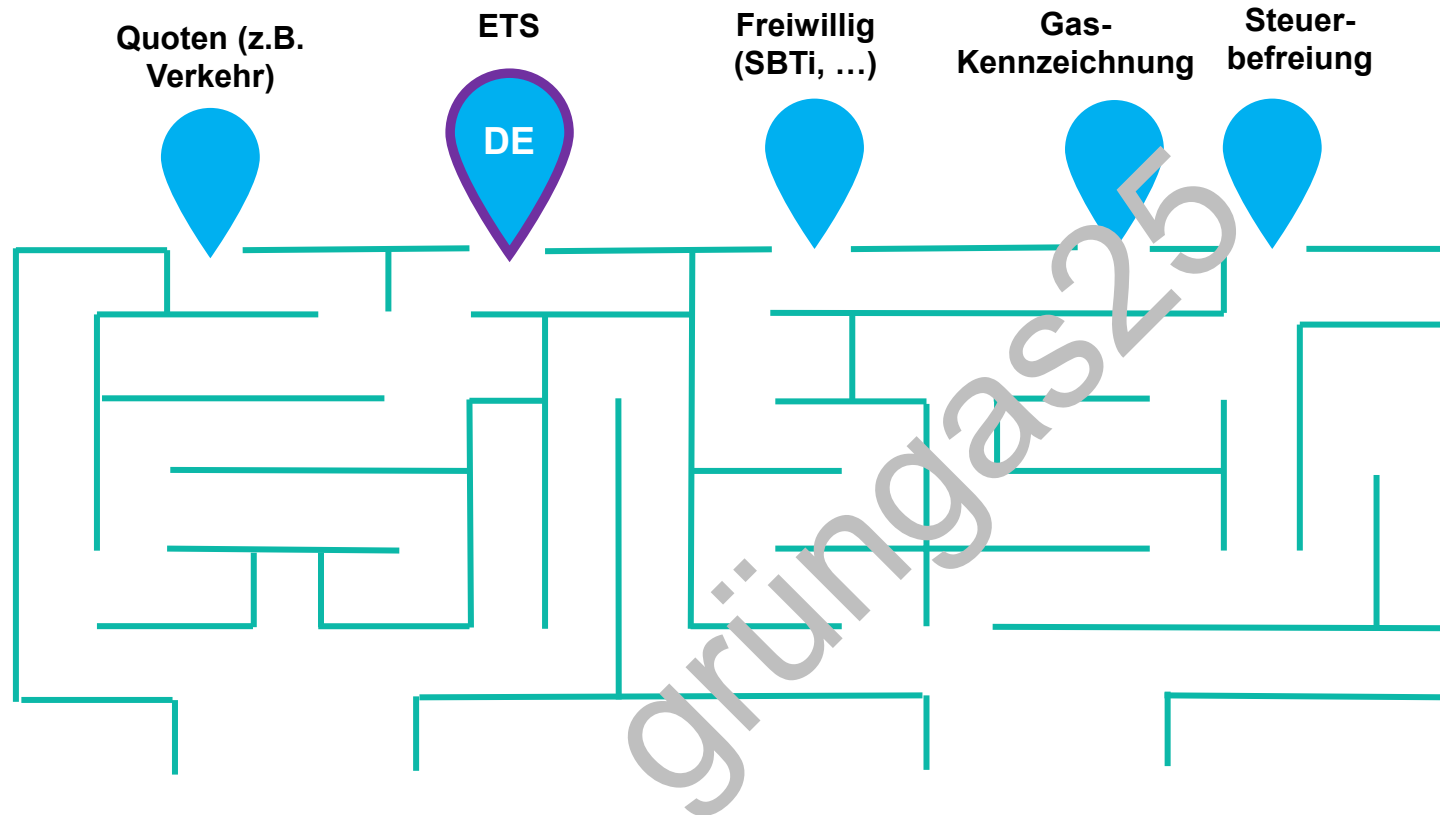 Quoten (z.B.
Verkehr)
ETS
DE
Freiwillig
(SBTi, …)
Gas-
Kennzeichnung
Steuer-
befreiung
grüngas25